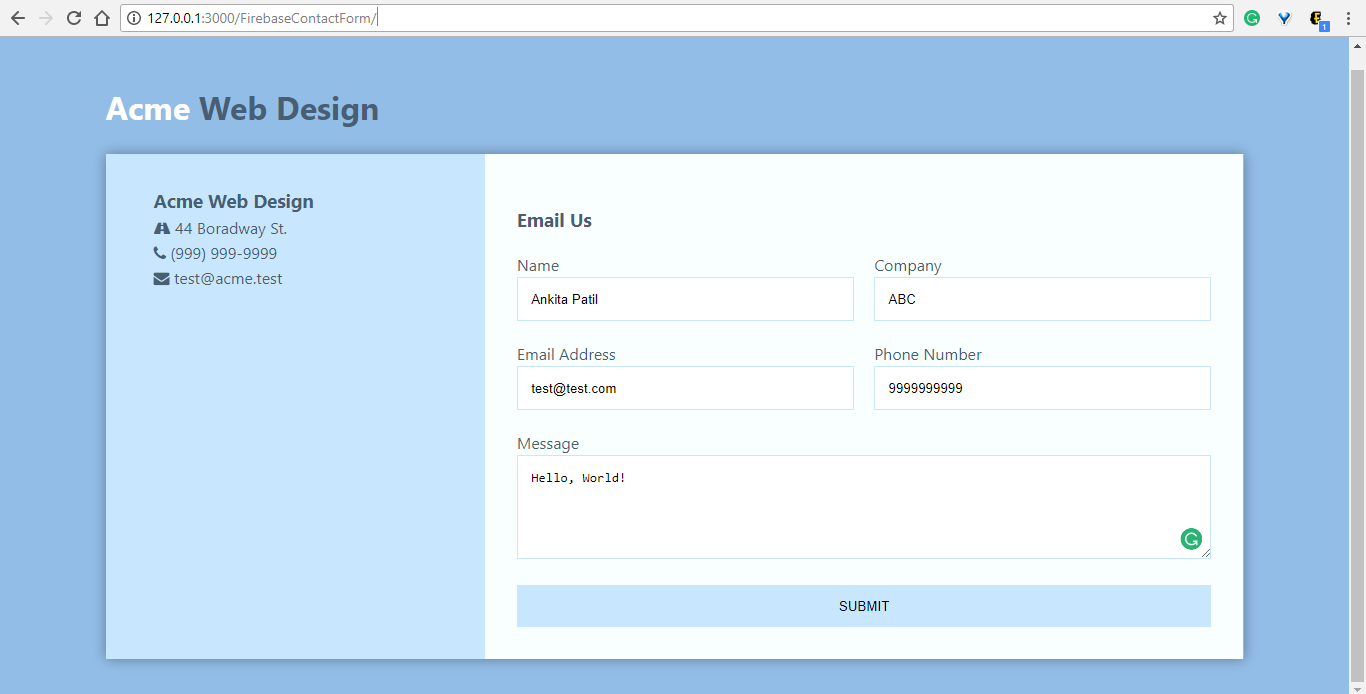 127.0.0.1:3000/FirebaseContactForm/
1
Acme Web Design
Acme Web Design
44 Boradway St.
(999) 999-9999
test@acme.test
Email Us
Name
Company
Ankita Patil
ABC
Email Address
Phone Number
test@test.com
9999999999
Message
Hello, World!
SUBMIT